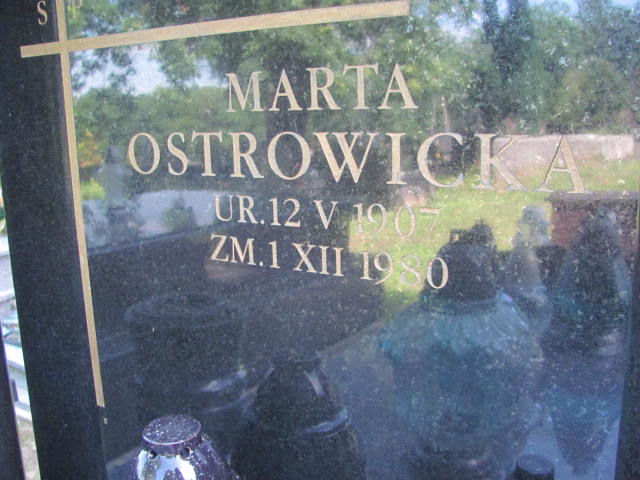 S P
MARTA
OSTROWICKA
UR.12 V 1907
ZM.1 XII 1980